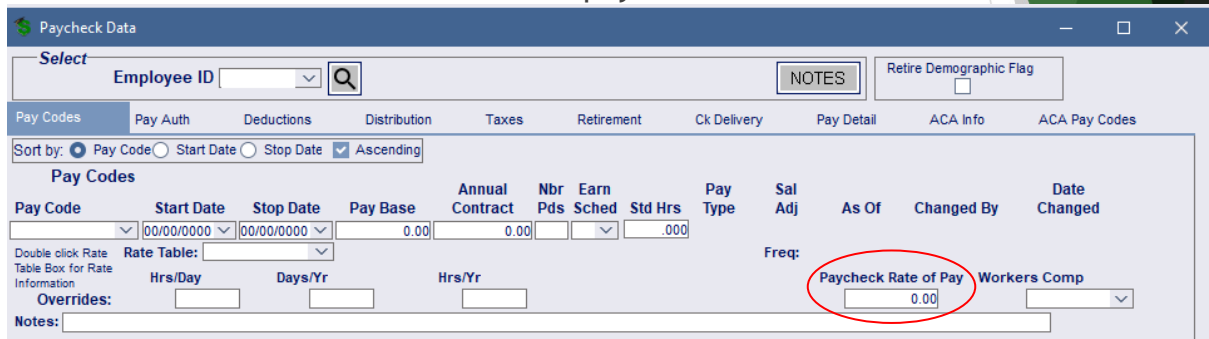 Paycheck Data
Select
Employee ID
NOTES
Retire Demographic Flag
Pay Codes Pay Auth Deductions Distribution Taxes Retirement Ck Delivery Pay Detail ACA Info ACA Pay Codes
Sort by: Pay Code Start Date Stop Date Ascending
Pay Codes
Pay Code Start Date Stop Date Pay Base Annual Contract Nbr Pds Earn Sched Std Hrs Pay Type Sal Adj As Of Changed By Date Changed
00/00/0000 00/00/0000 0.00 0.00 .000
Double click Rate Table Box for Rate Information
Rate Table: Freq:
Hrs/Day Days/Yr Hrs/Yr Paycheck Rate of Pay Workers Comp
Overrides: 0.00
Notes: